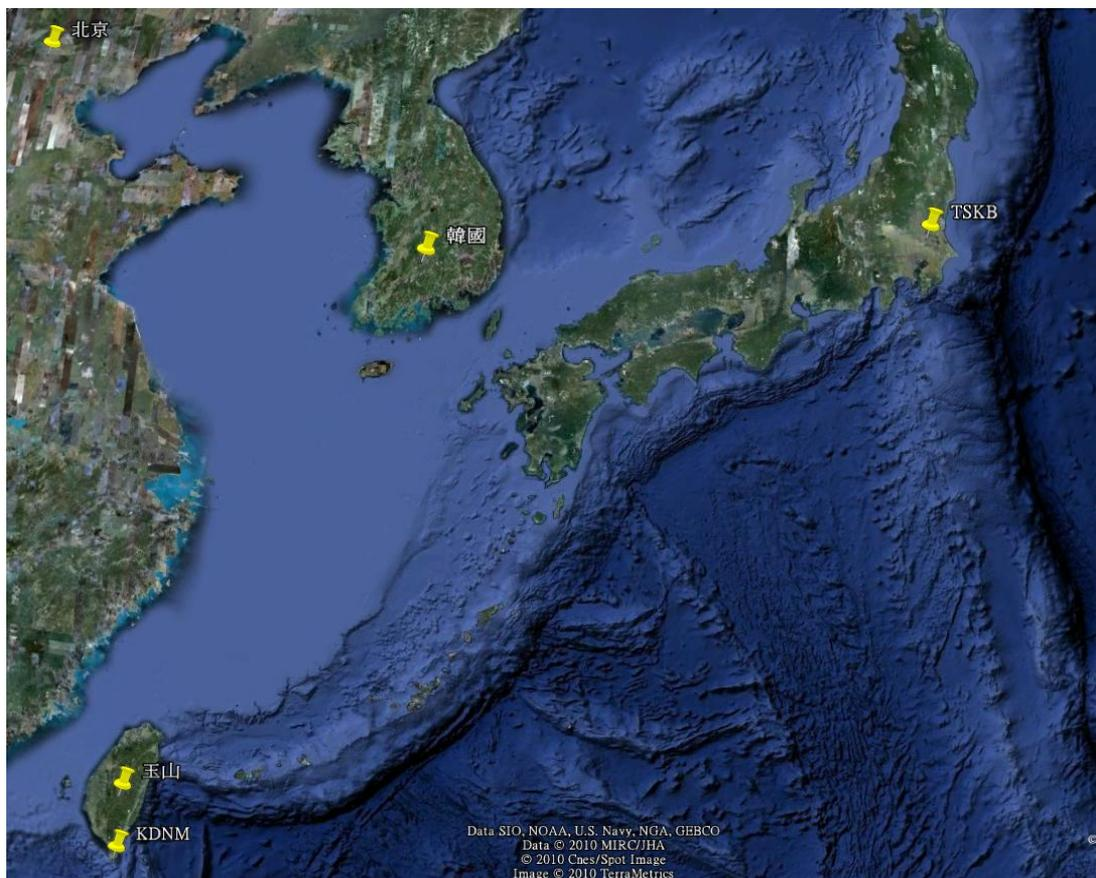 北京
TSKB
韓國
玉山
KDNM
Data SIO, NOAA, U.S. Navy, NGA, GEBCO
Data © 2010 MIRC/JHA
© 2010 Cnes/Spot Image
Image © 2010 TerraMetrics
©